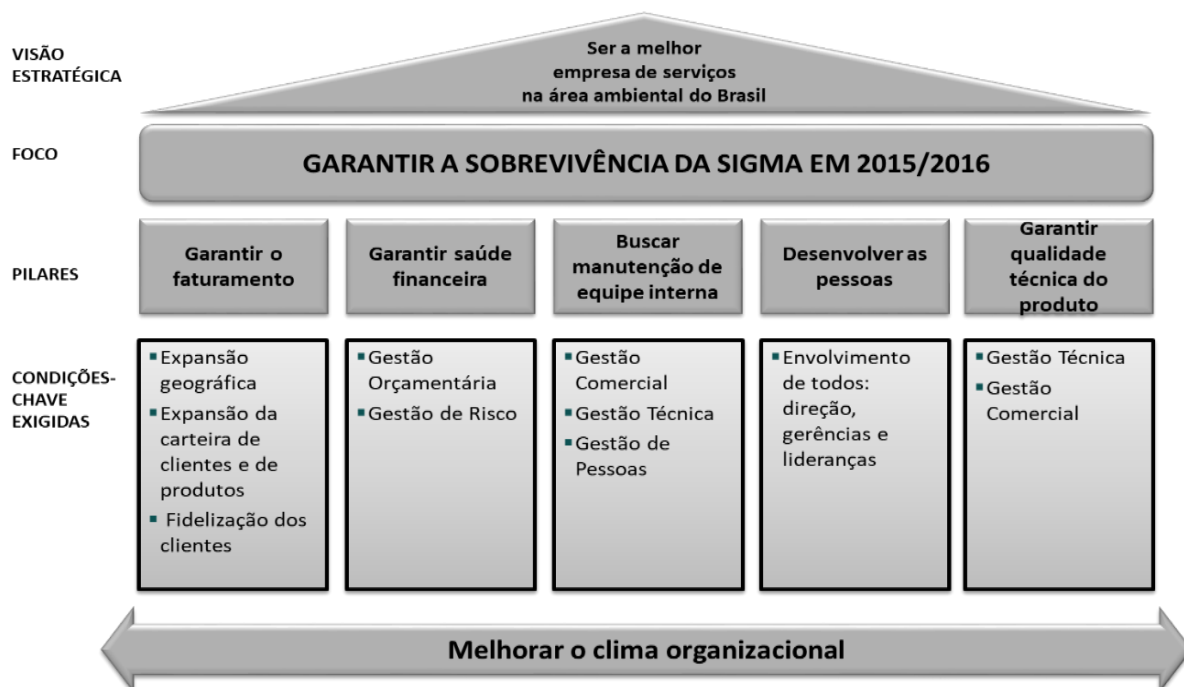 VISÃO
ESTRATÉGICA
Ser a melhor
empresa de serviços
na área ambiental do Brasil
FOCO
GARANTIR A SOBREVIVÊNCIA DA SIGMA EM 2015/2016
PILARES
Garantir o
faturamento
Garantir saúde
financeira
Buscar
manutenção de
equipe interna
Desenvolver as
pessoas
Garantir
qualidade
técnica do
produto
CONDIÇÕES-
CHAVE
EXIGIDAS
▪ Expansão
geográfica
▪ Expansão da
carteira de
clientes e de
produtos
▪ Fidelização dos
clientes
▪ Gestão
Orçamentária
▪ Gestão de Risco
▪ Gestão
Comercial
▪ Gestão Técnica
▪ Gestão de
Pessoas
▪ Envolvimento
de todos:
direção,
gerências e
lideranças
▪ Gestão Técnica
▪ Gestão
Comercial
Melhorar o clima organizacional